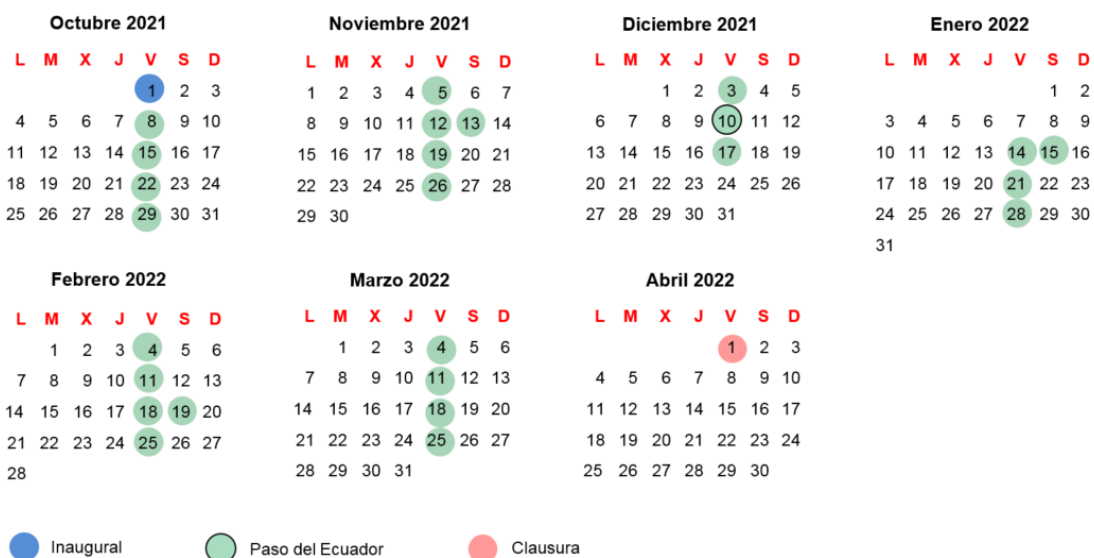 Octubre 2021
L M X J V S D
1 2 3
4 5 6 7 8 9 10
11 12 13 14 15 16 17
18 19 20 21 22 23 24
25 26 27 28 29 30 31
Noviembre 2021
L M X J V S D
1 2 3 4 5 6 7
8 9 10 11 12 13 14
15 16 17 18 19 20 21
22 23 24 25 26 27 28
29 30
Diciembre 2021
L M X J V S D
1 2 3 4 5
6 7 8 9 10 11 12
13 14 15 16 17 18 19
20 21 22 23 24 25 26
27 28 29 30 31
Enero 2022
L M X J V S D
1 2
3 4 5 6 7 8 9
10 11 12 13 14 15 16
17 18 19 20 21 22 23
24 25 26 27 28 29 30
31
Febrero 2022
L M X J V S D
1 2 3 4 5 6
7 8 9 10 11 12 13
14 15 16 17 18 19 20
21 22 23 24 25 26 27
28
Marzo 2022
L M X J V S D
1 2 3 4 5 6
7 8 9 10 11 12 13
14 15 16 17 18 19 20
21 22 23 24 25 26 27
28 29 30 31
Abril 2022
L M X J V S D
1 2 3
4 5 6 7 8 9 10
11 12 13 14 15 16 17
18 19 20 21 22 23 24
25 26 27 28 29 30
Inaugural
Paso del Ecuador
Clausura